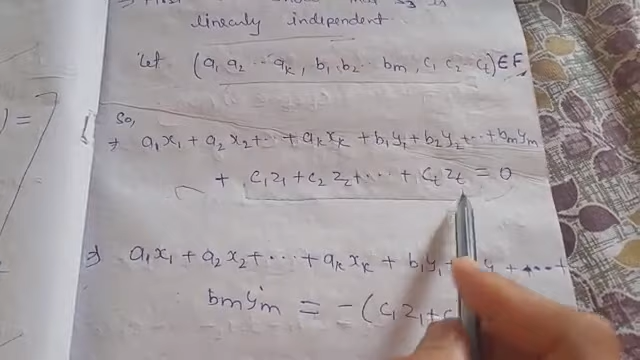 is
linearly independent
Let (a₁ a₂ ... aₖ, b₁, b₂ .. bₘ, c₁ c₂ .. cₜ) ∈ F
So,
⇒ a₁x₁ + a₂x₂ + ... + aₖxₖ + b₁y₁ + b₂y₂ + ... + bₘyₘ
+ c₁z₁ + c₂z₂ + ... + cₜzₜ = 0
⇒ a₁x₁ + a₂x₂ + ... + aₖxₖ + b₁y₁ + y + ... +
bₘyₘ = -(c₁z₁ + c